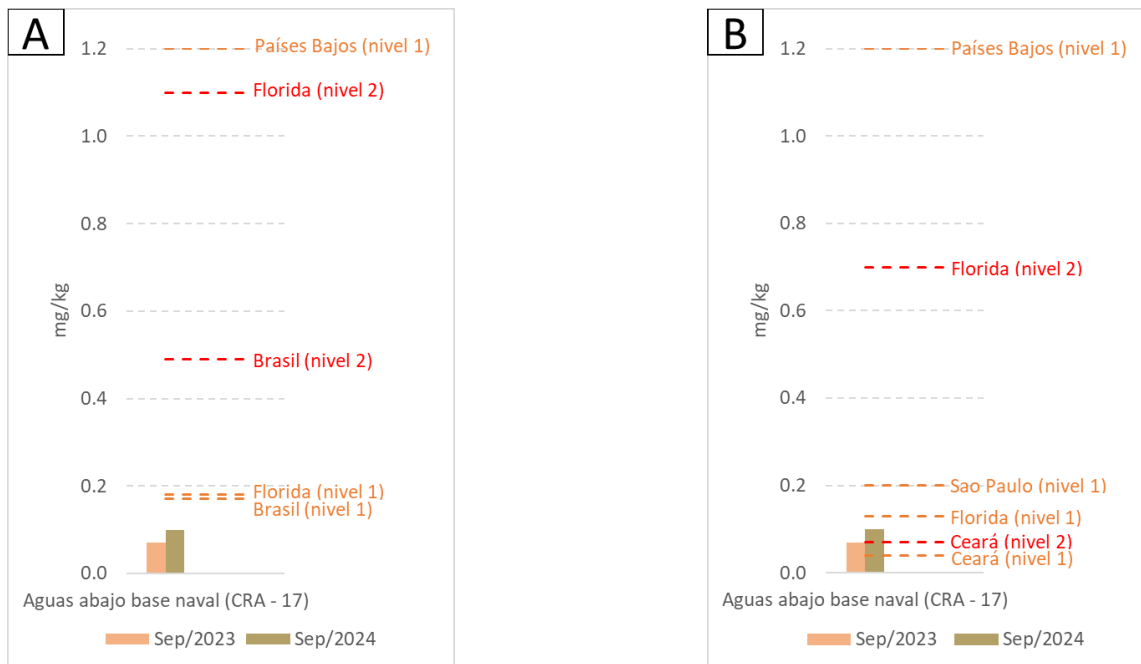 A
1.2
Países Bajos (nivel 1)
Florida (nivel 2)
1.0
0.8
mg/kg
0.6
Brasil (nivel 2)
0.4
0.2
Florida (nivel 1)
Brasil (nivel 1)
0.0
Aguas abajo base naval (CRA - 17)
Sep/2023
Sep/2024
B
1.2
Países Bajos (nivel 1)
1.0
0.8
Florida (nivel 2)
mg/kg
0.6
0.4
0.2
Sao Paulo (nivel 1)
Florida (nivel 1)
Ceará (nivel 2)
Ceará (nivel 1)
0.0
Aguas abajo base naval (CRA - 17)
Sep/2023
Sep/2024